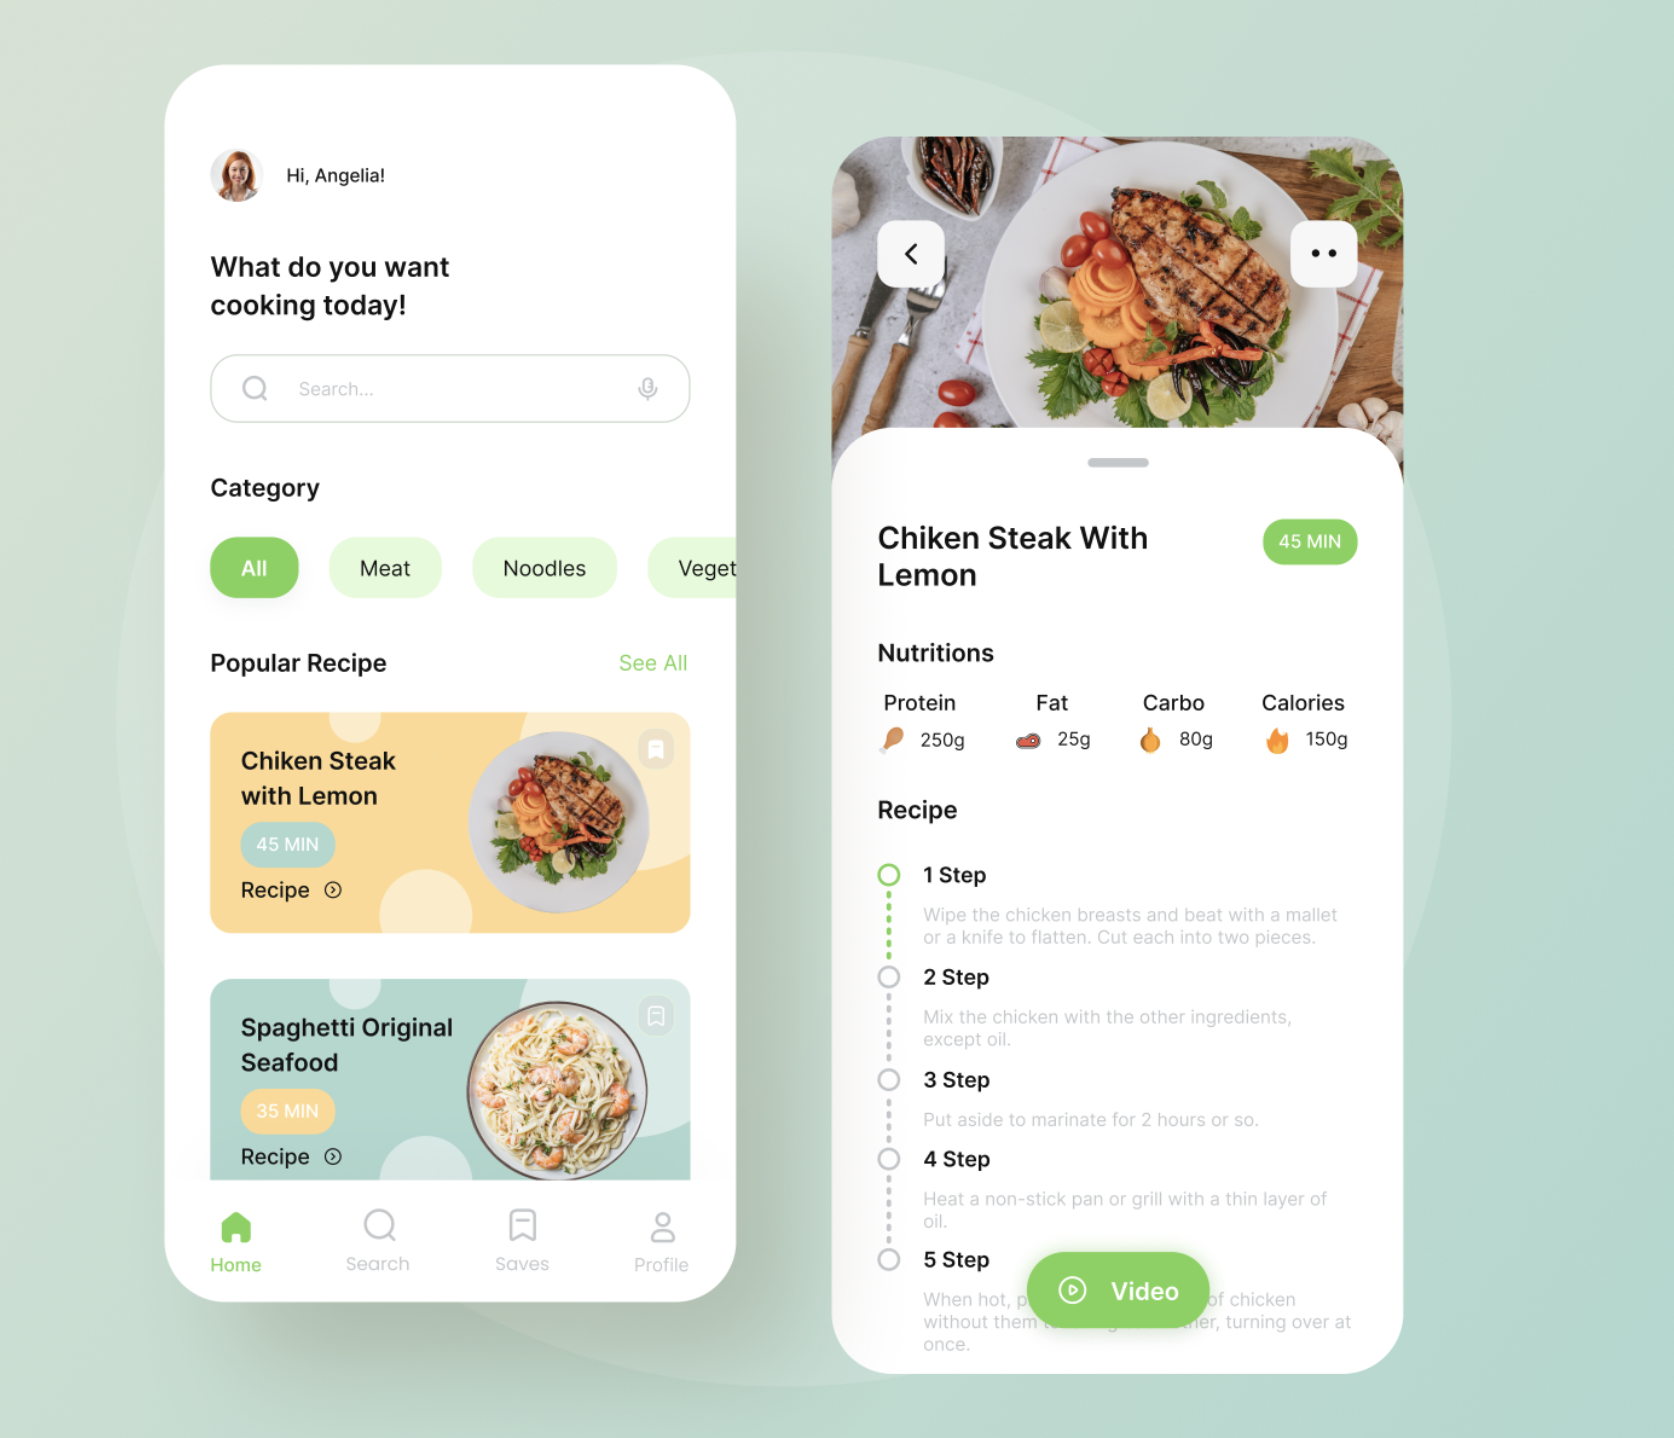 Hi, Angelia!
What do you want
cooking today!
Search...
Category
All
Meat
Noodles
Veget
Popular Recipe
See All
Chiken Steak
with Lemon
45 MIN
Recipe
Spaghetti Original
Seafood
35 MIN
Recipe
Home
Search
Saves
Profile
Chiken Steak With
Lemon
45 MIN
Nutritions
Protein
Fat
Carbo
Calories
250g
25g
80g
150g
Recipe
1 Step
Wipe the chicken breasts and beat with a mallet
or a knife to flatten. Cut each into two pieces.
2 Step
Mix the chicken with the other ingredients,
except oil.
3 Step
Put aside to marinate for 2 hours or so.
4 Step
Heat a non-stick pan or grill with a thin layer of
oil.
5 Step
Video
When hot, of chicken
without them turning over at
once.